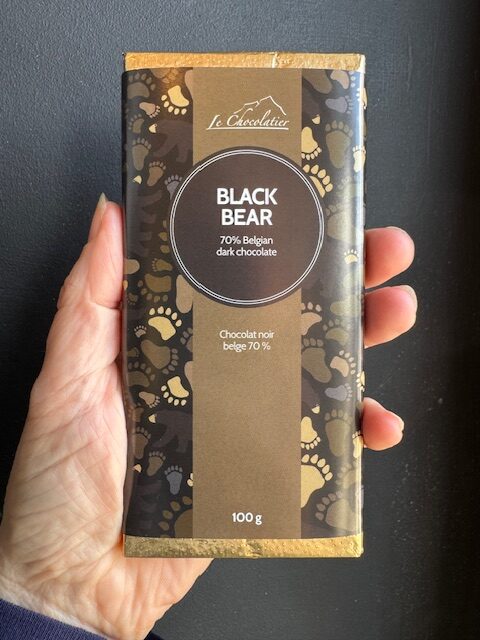 Le Chocolatier
BLACK
BEAR
70% Belgian
dark chocolate
Chocolat noir
belge 70 %
100 g